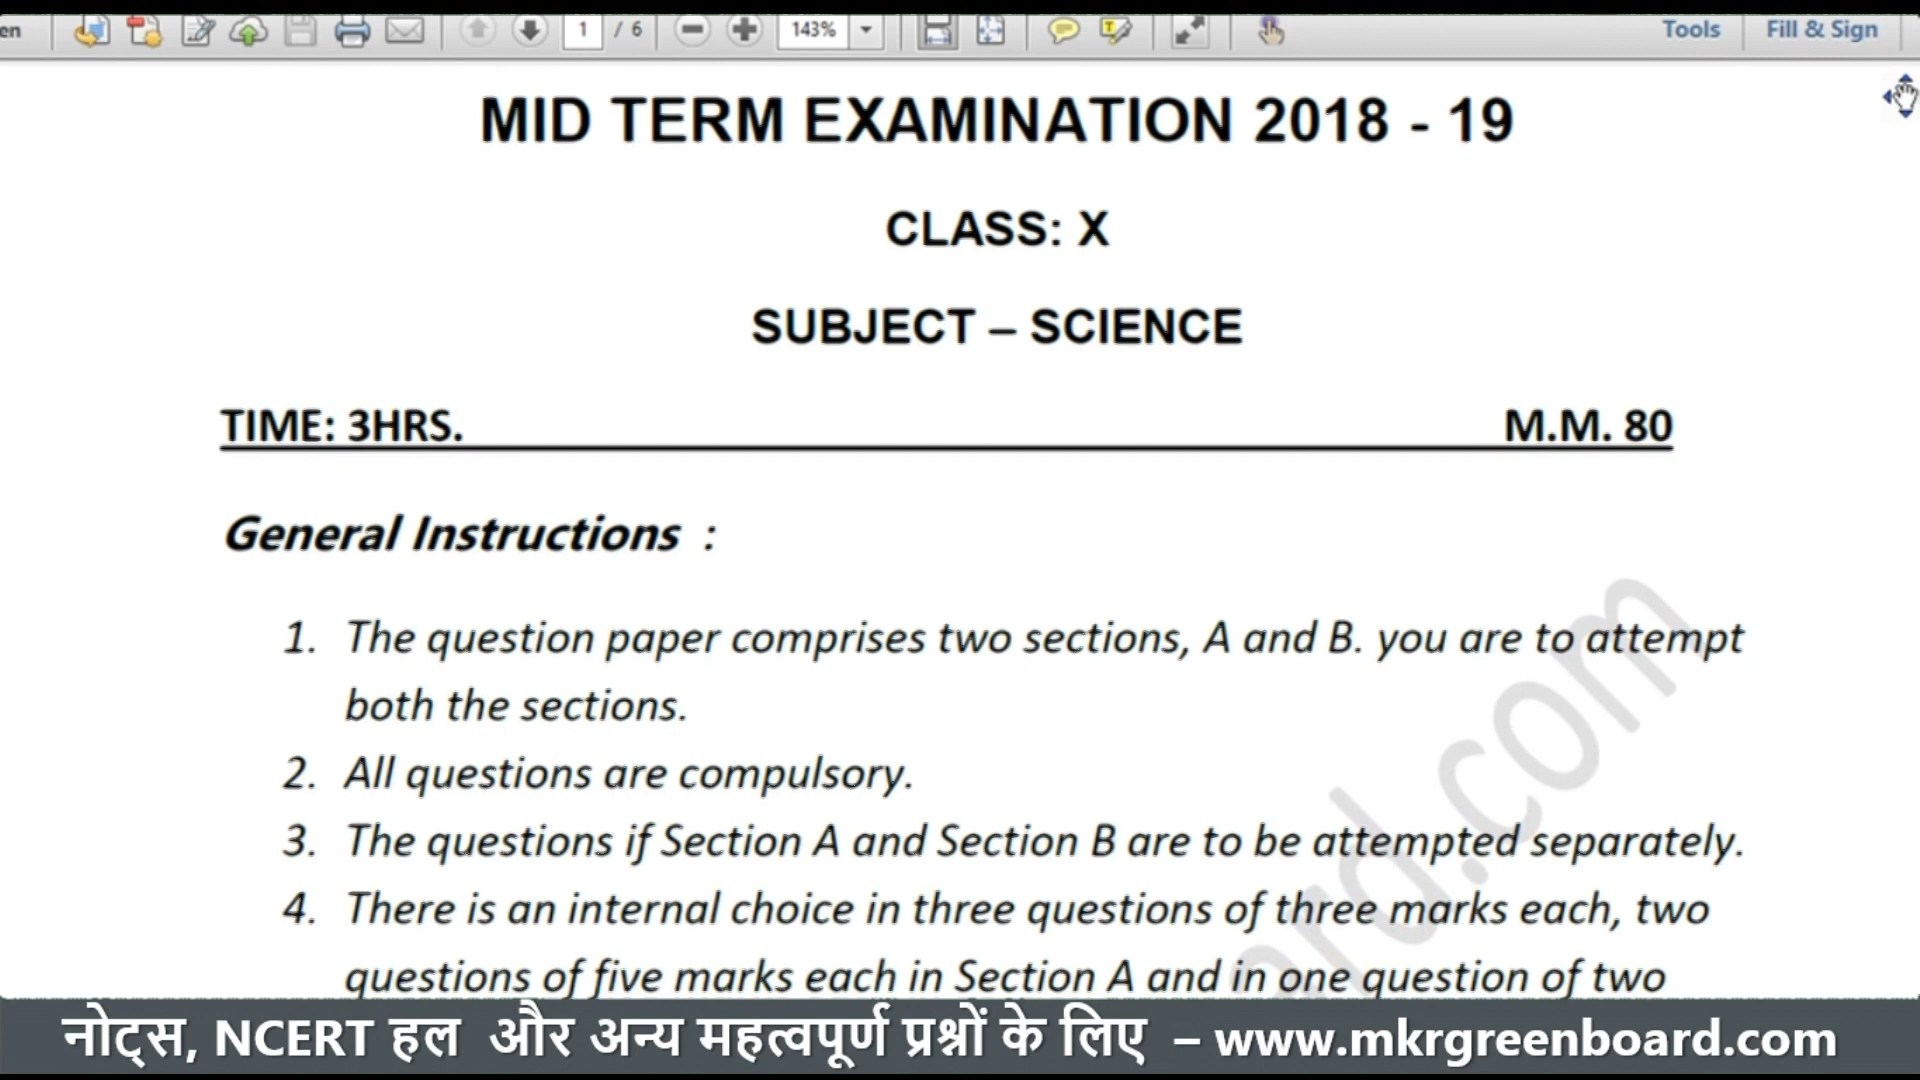 en 1 / 6 143% Tools Fill & Sign
MID TERM EXAMINATION 2018 - 19
CLASS: X
SUBJECT – SCIENCE
TIME: 3HRS. M.M. 80
General Instructions :
1. The question paper comprises two sections, A and B. you are to attempt
both the sections.
2. All questions are compulsory.
3. The questions if Section A and Section B are to be attempted separately.
4. There is an internal choice in three questions of three marks each, two
questions of five marks each in Section A and in one question of two
ard.com
नोट्स, NCERT हल और अन्य महत्वपूर्ण प्रश्नों के लिए – www.mkrgreenboard.com